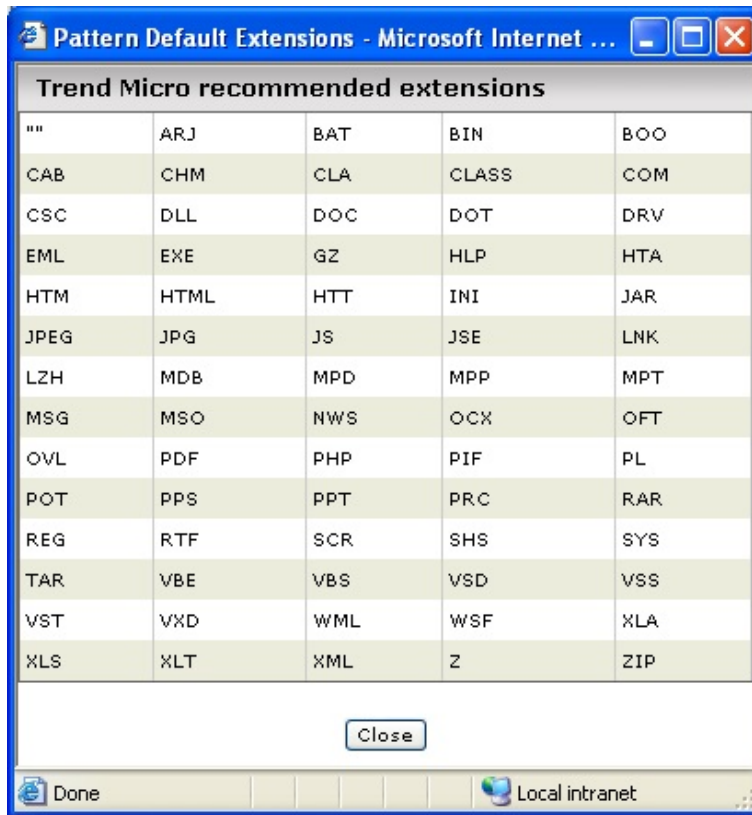 Pattern Default Extensions - Microsoft Internet ...
Trend Micro recommended extensions
"" ARJ BAT BIN BOO
CAB CHM CLA CLASS COM
CSC DLL DOC DOT DRV
EML EXE GZ HLP HTA
HTM HTML HTT INI JAR
JPEG JPG JS JSE LNK
LZH MDB MPD MPP MPT
MSG MSO NWS OCX OFT
OVL PDF PHP PIF PL
POT PPS PPT PRC RAR
REG RTF SCR SHS SYS
TAR VBE VBS VSD VSS
VST VXD WML WSF XLA
XLS XLT XML Z ZIP
Close
Done Local intranet